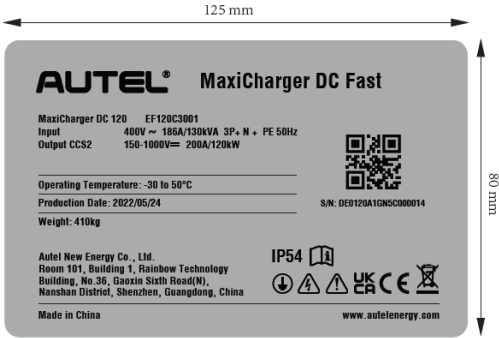 125 mm
AUTEL®
MaxiCharger DC Fast
MaxiCharger DC 120 EF120C3001
Input 400V ~ 186A/130kVA 3P+ N + PE 50Hz
Output CCS2 150-1000V⎓ 200A/120kW
Operating Temperature: -30 to 50°C
Production Date: 2022/05/24
Weight: 410kg
S/N: DE0120A1GN5C000014
80 mm
Autel New Energy Co., Ltd.
Room 101, Building 1, Rainbow Technology
Building, No.36, Gaoxin Sixth Road(N),
Nanshan District, Shenzhen, Guangdong, China
IP54
UK CA CE
Made in China
www.autelenergy.com